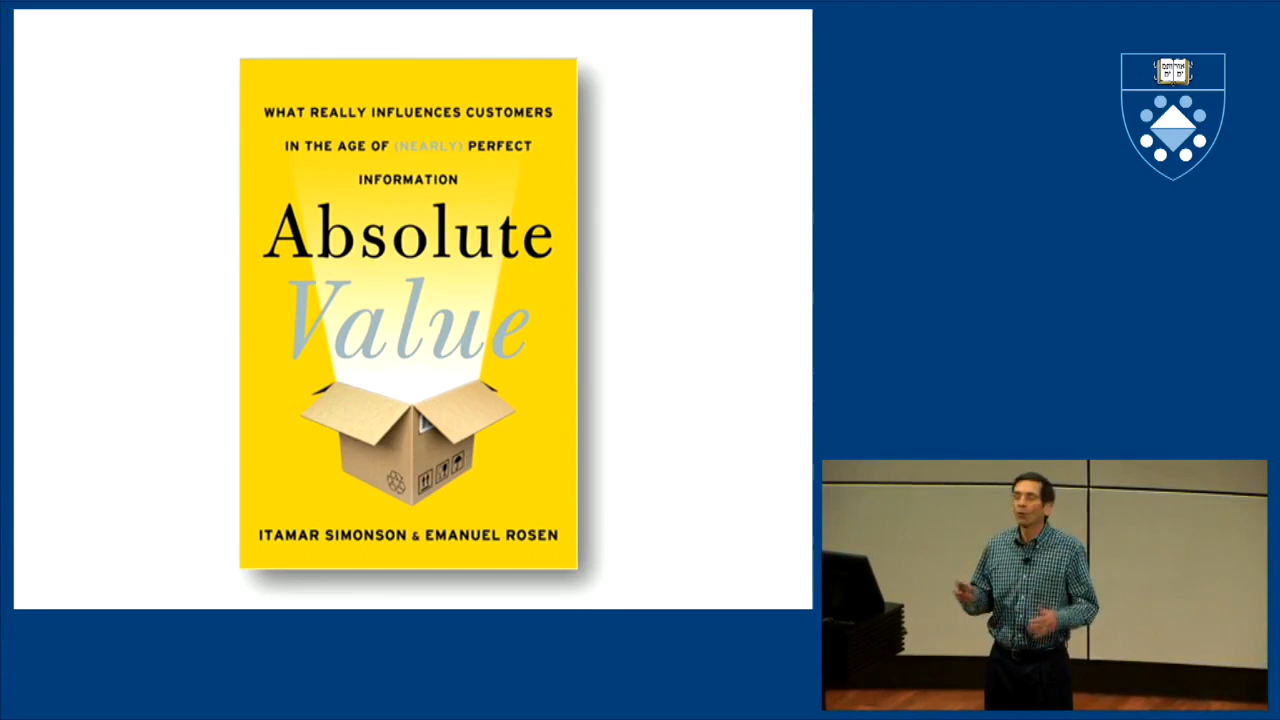 WHAT REALLY INFLUENCES CUSTOMERS
IN THE AGE OF (NEARLY) PERFECT
INFORMATION
Absolute
Value
ITAMAR SIMONSON & EMANUEL ROSEN